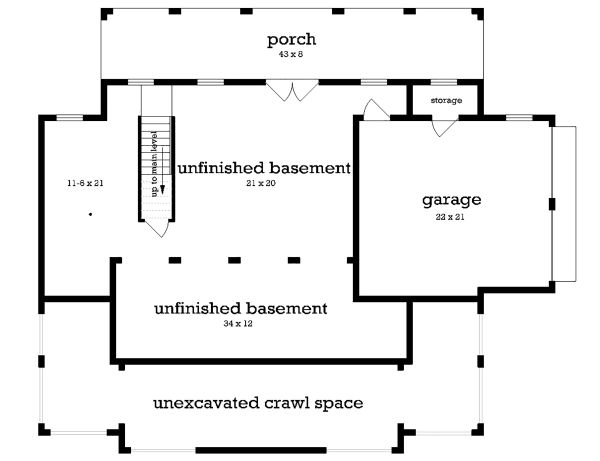 porch
43 x 8
storage
up to main level
unfinished basement
21 x 20
11-6 x 21
garage
22 x 21
unfinished basement
34 x 12
unexcavated crawl space